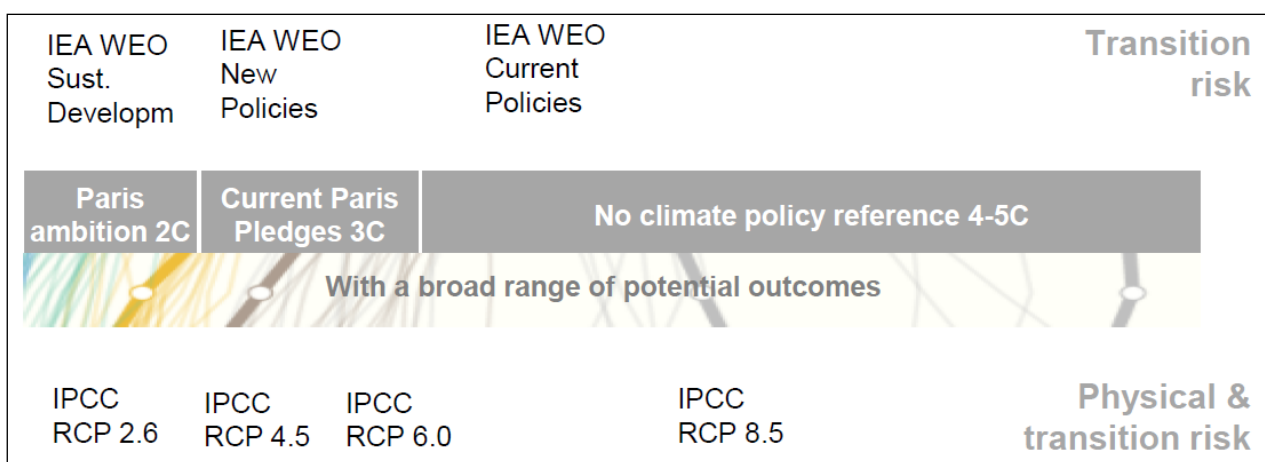 IEA WEO
Sust.
Developm
IEA WEO
New
Policies
IEA WEO
Current
Policies
Transition
risk
Paris
ambition 2C
Current Paris
Pledges 3C
No climate policy reference 4-5C
With a broad range of potential outcomes
IPCC
RCP 2.6
IPCC
RCP 4.5
IPCC
RCP 6.0
IPCC
RCP 8.5
Physical &
transition risk